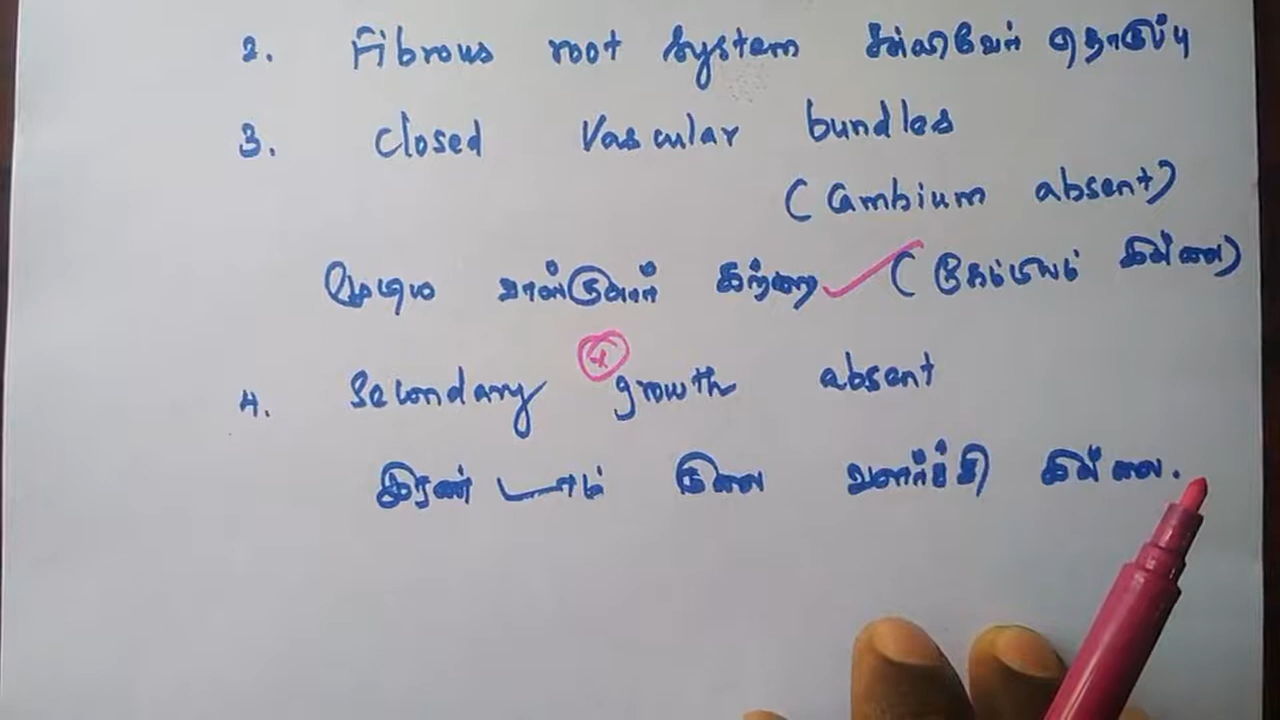 2. Fibrous root system சல்லிவேர் தொகுப்பு
3. Closed Vascular bundles
(Cambium absent)
மூடிய வாஸ்குலார் கற்றை (கேம்பியம் இல்லை)
4. Secondary growth absent
இரண்டாம் நிலை வளர்ச்சி இல்லை.